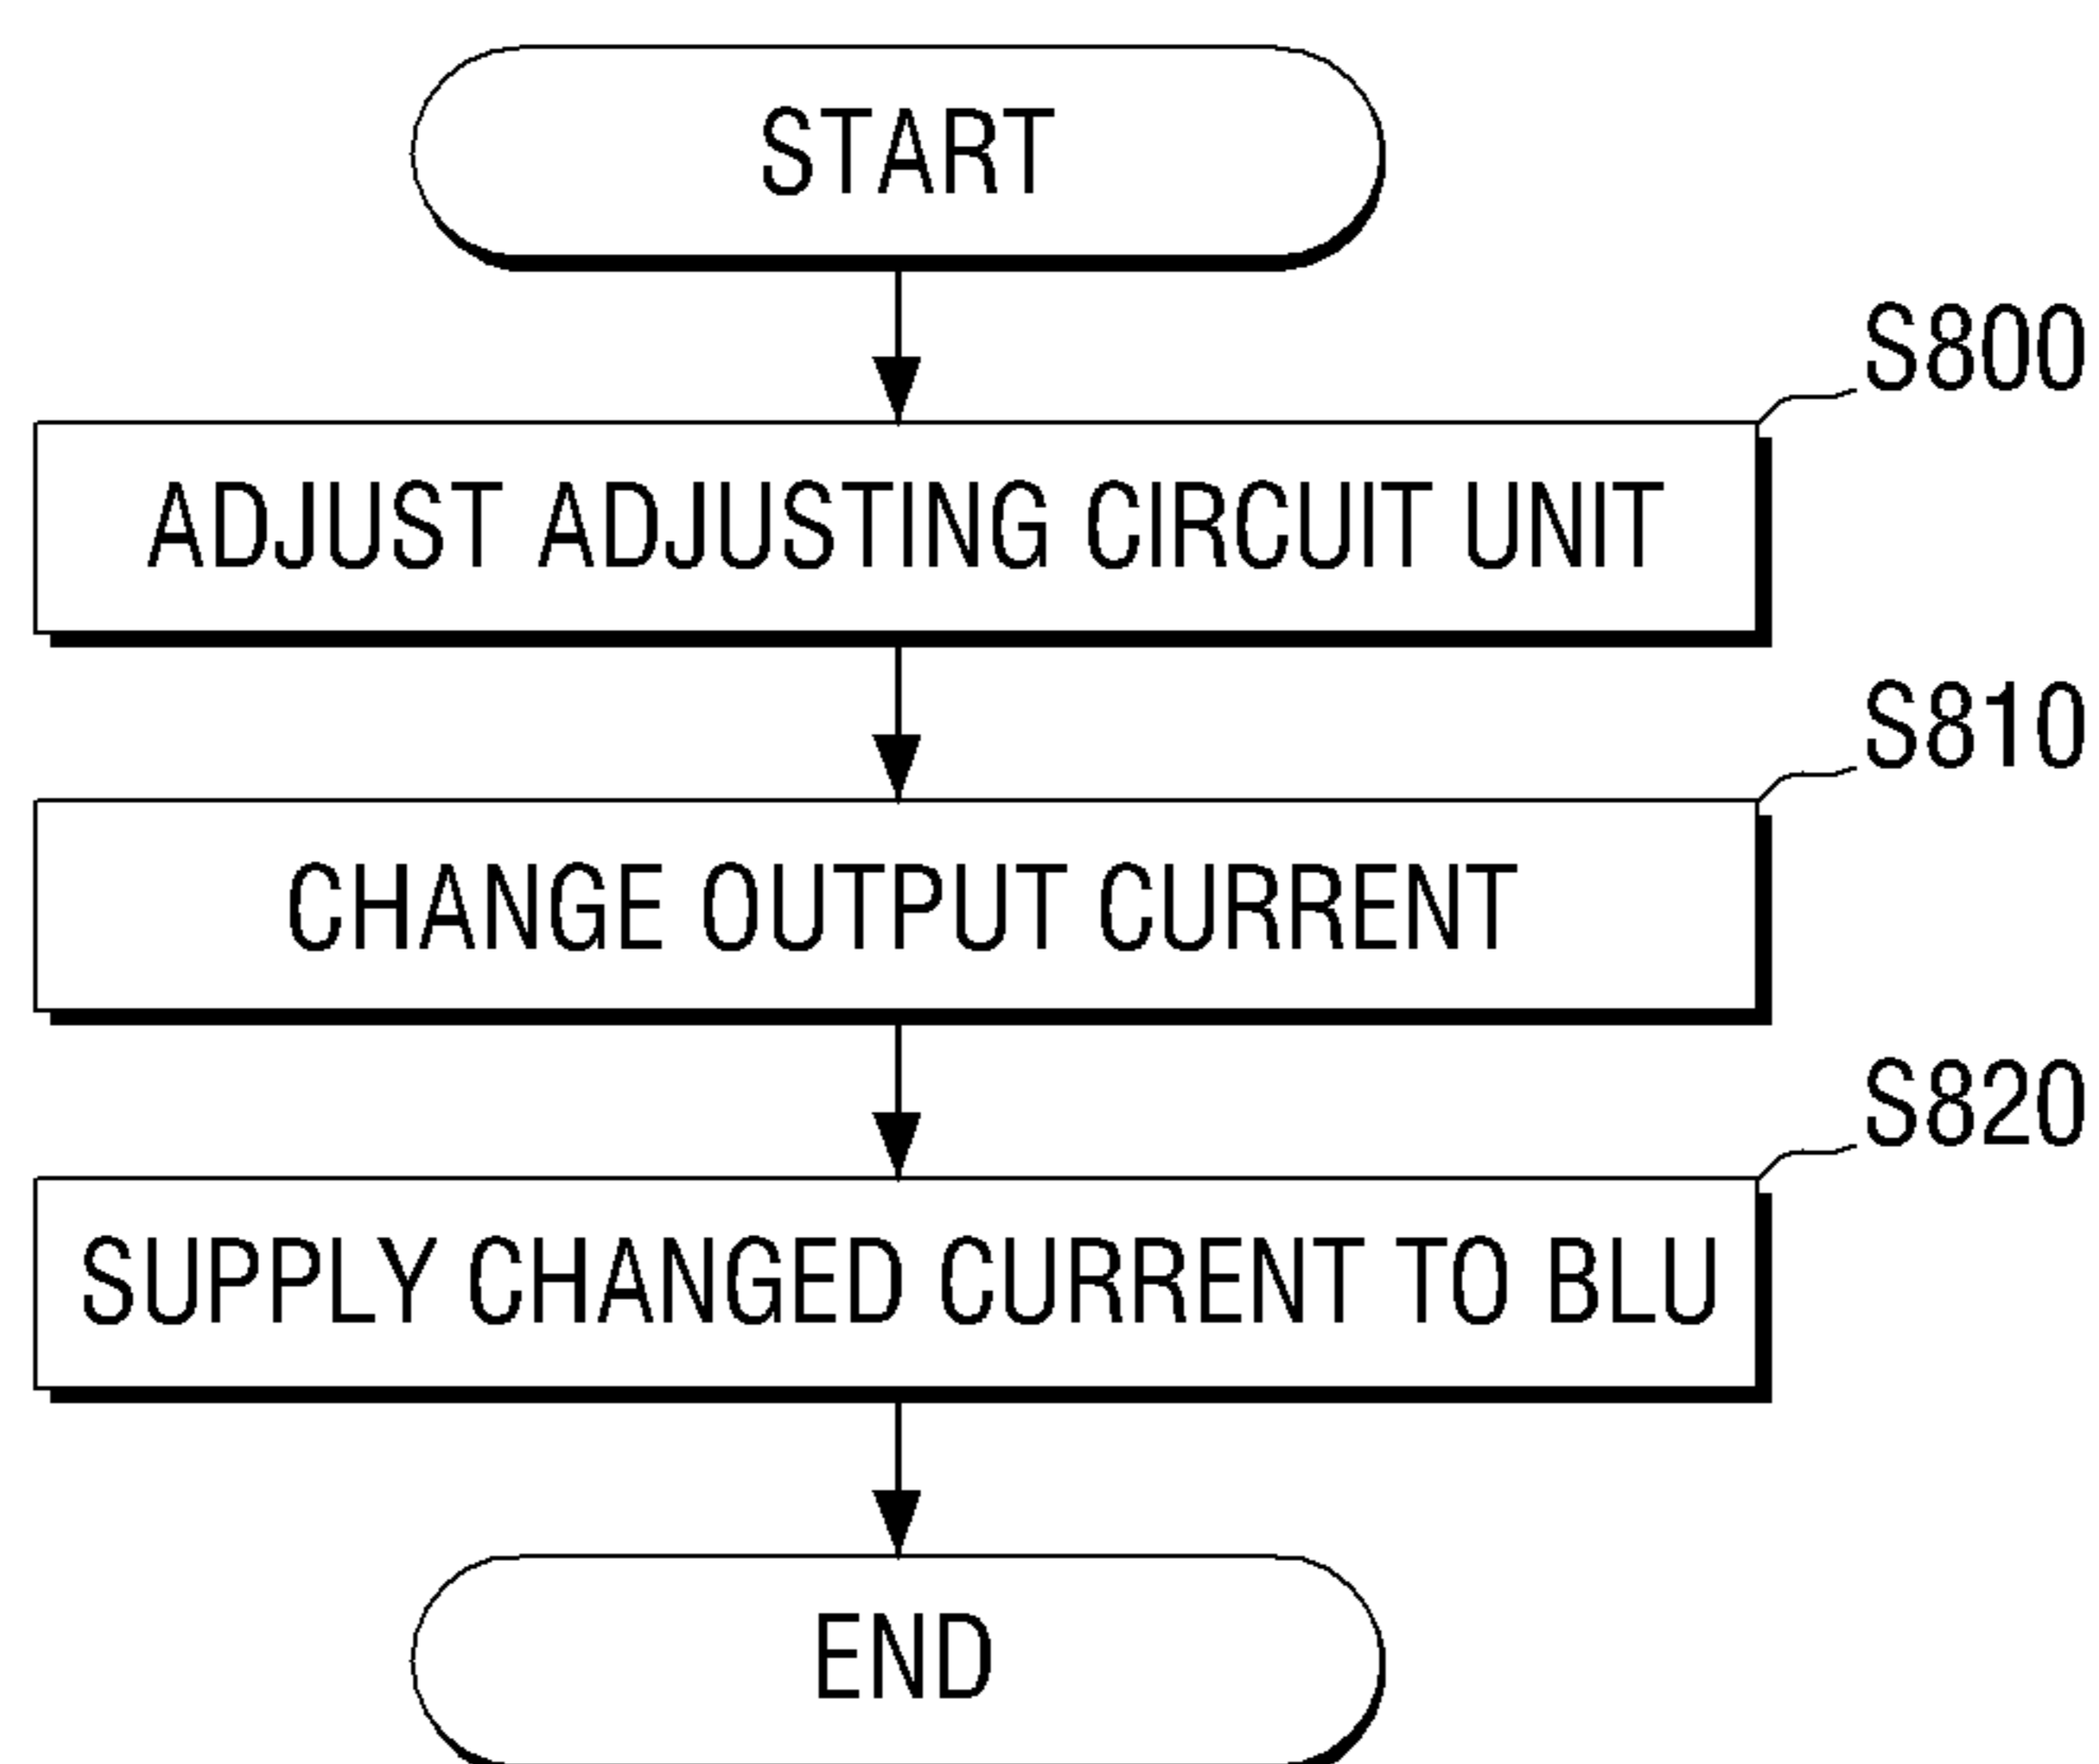 START
S800
ADJUST ADJUSTING CIRCUIT UNIT
S810
CHANGE OUTPUT CURRENT
S820
SUPPLY CHANGED CURRENT TO BLU
END